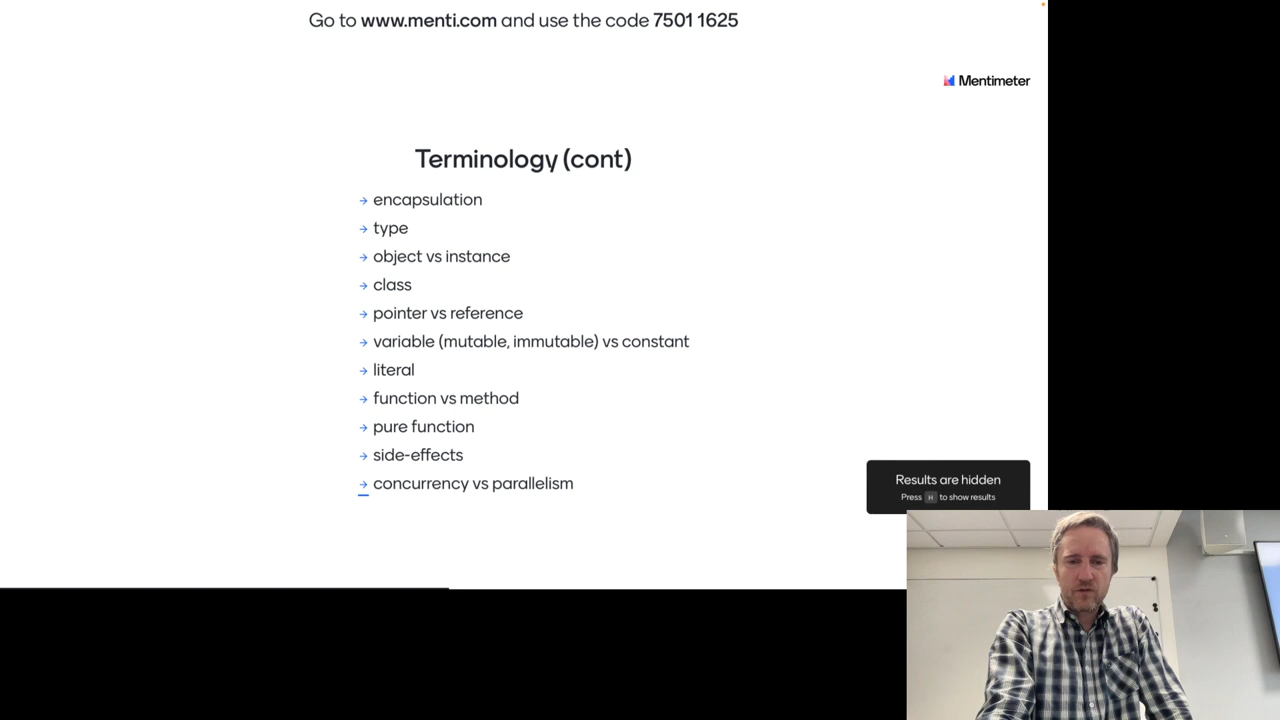 Go to www.menti.com and use the code 7501 1625
Mentimeter
Terminology (cont)
→ encapsulation
→ type
→ object vs instance
→ class
→ pointer vs reference
→ variable (mutable, immutable) vs constant
→ literal
→ function vs method
→ pure function
→ side-effects
→ concurrency vs parallelism
Results are hidden
Press H to show results